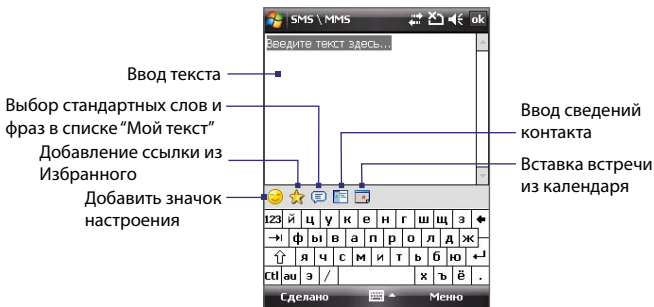 SMS \ MMS
ok
Введите текст здесь...
Ввод текста
Выбор стандартных слов и
фраз в списке “Мой текст”
Добавление ссылки из
Избранного
Добавить значок
настроения
Ввод сведений
контакта
Вставка встречи
из календаря
123 й ц у к е н г ш щ з
ф ы в а п р о л д ж
я ч с м и т ь б ю
Ctl au э / х ъ ё .
Сделано
Меню